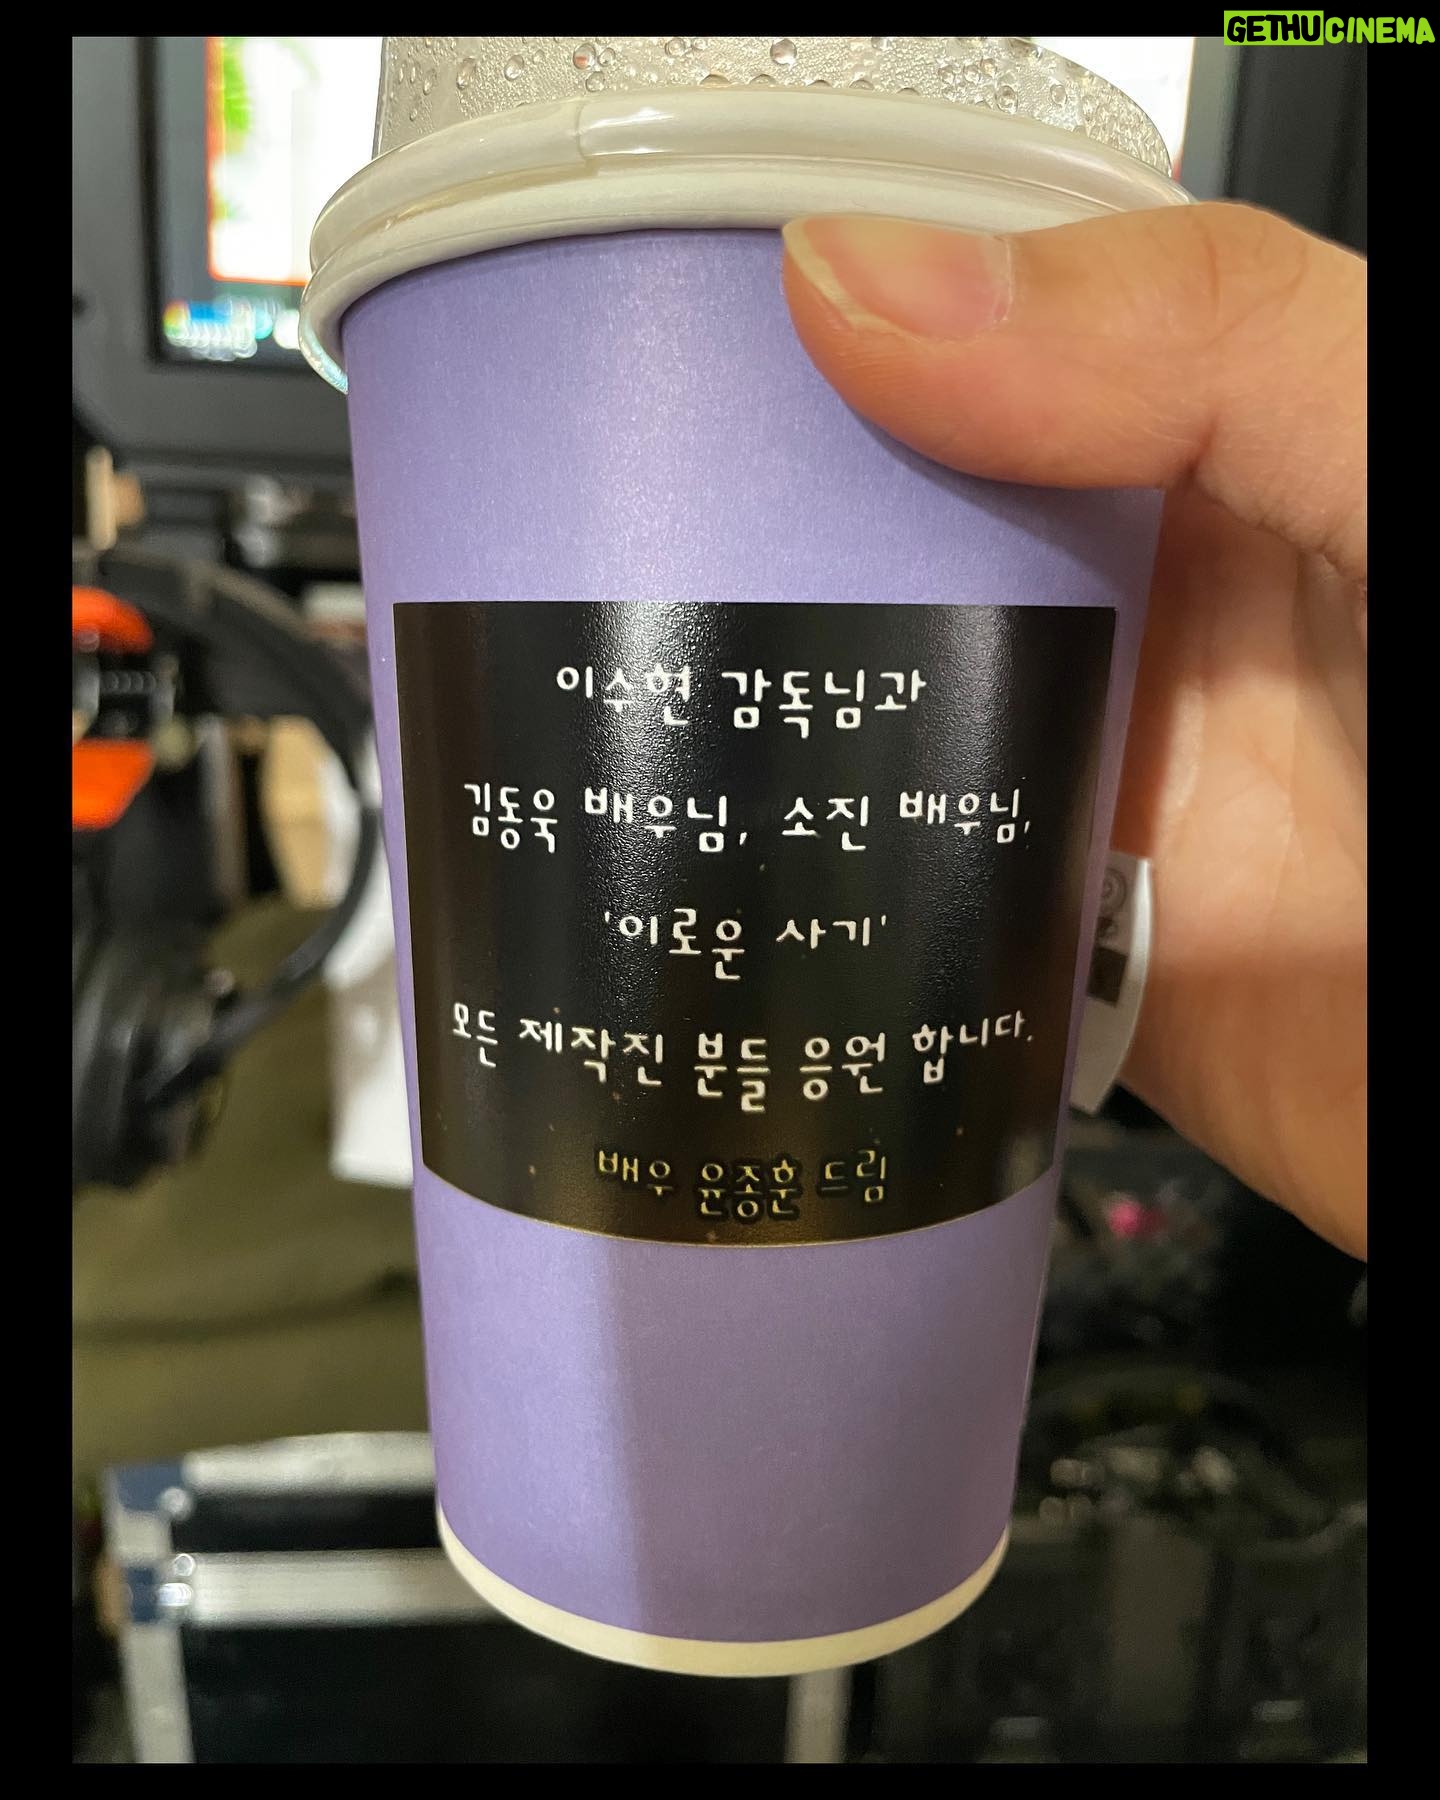 GETHUCINEMA
이수현 감독님과
김동욱 배우님, 소진 배우님,
'이로운 사기'
모든 제작진 분들 응원 합니다.
배우 윤종훈 드림